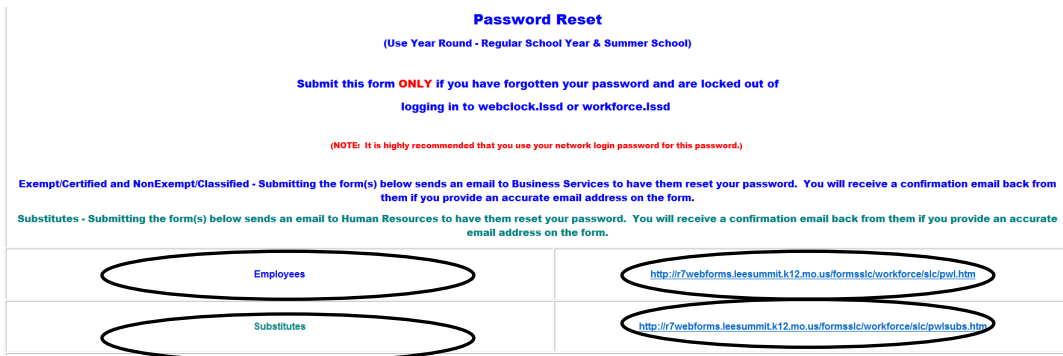 Password Reset
(Use Year Round - Regular School Year & Summer School)
Submit this form ONLY if you have forgotten your password and are locked out of
logging in to webclock.lssd or workforce.lssd
(NOTE: It is highly recommended that you use your network login password for this password.)
Exempt/Certified and NonExempt/Classified - Submitting the form(s) below sends an email to Business Services to have them reset your password. You will receive a confirmation email back from
them if you provide an accurate email address on the form.
Substitutes - Submitting the form(s) below sends an email to Human Resources to have them reset your password. You will receive a confirmation email back from them if you provide an accurate
email address on the form.
Employees http://r7webforms.leesummit.k12.mo.us/formsslc/workforce/slc/pwl.htm
Substitutes http://r7webforms.leesummit.k12.mo.us/formsslc/workforce/slc/pwlsubs.htm